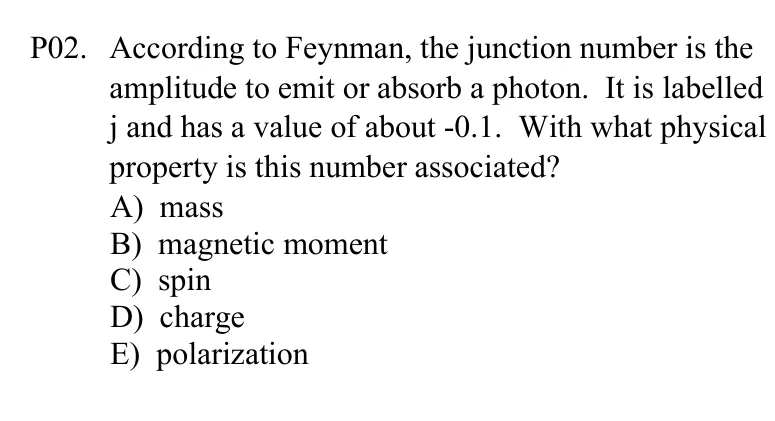 P02. According to Feynman, the junction number is the
amplitude to emit or absorb a photon. It is labelled
j and has a value of about -0.1. With what physical
property is this number associated?
A) mass
B) magnetic moment
C) spin
D) charge
E) polarization